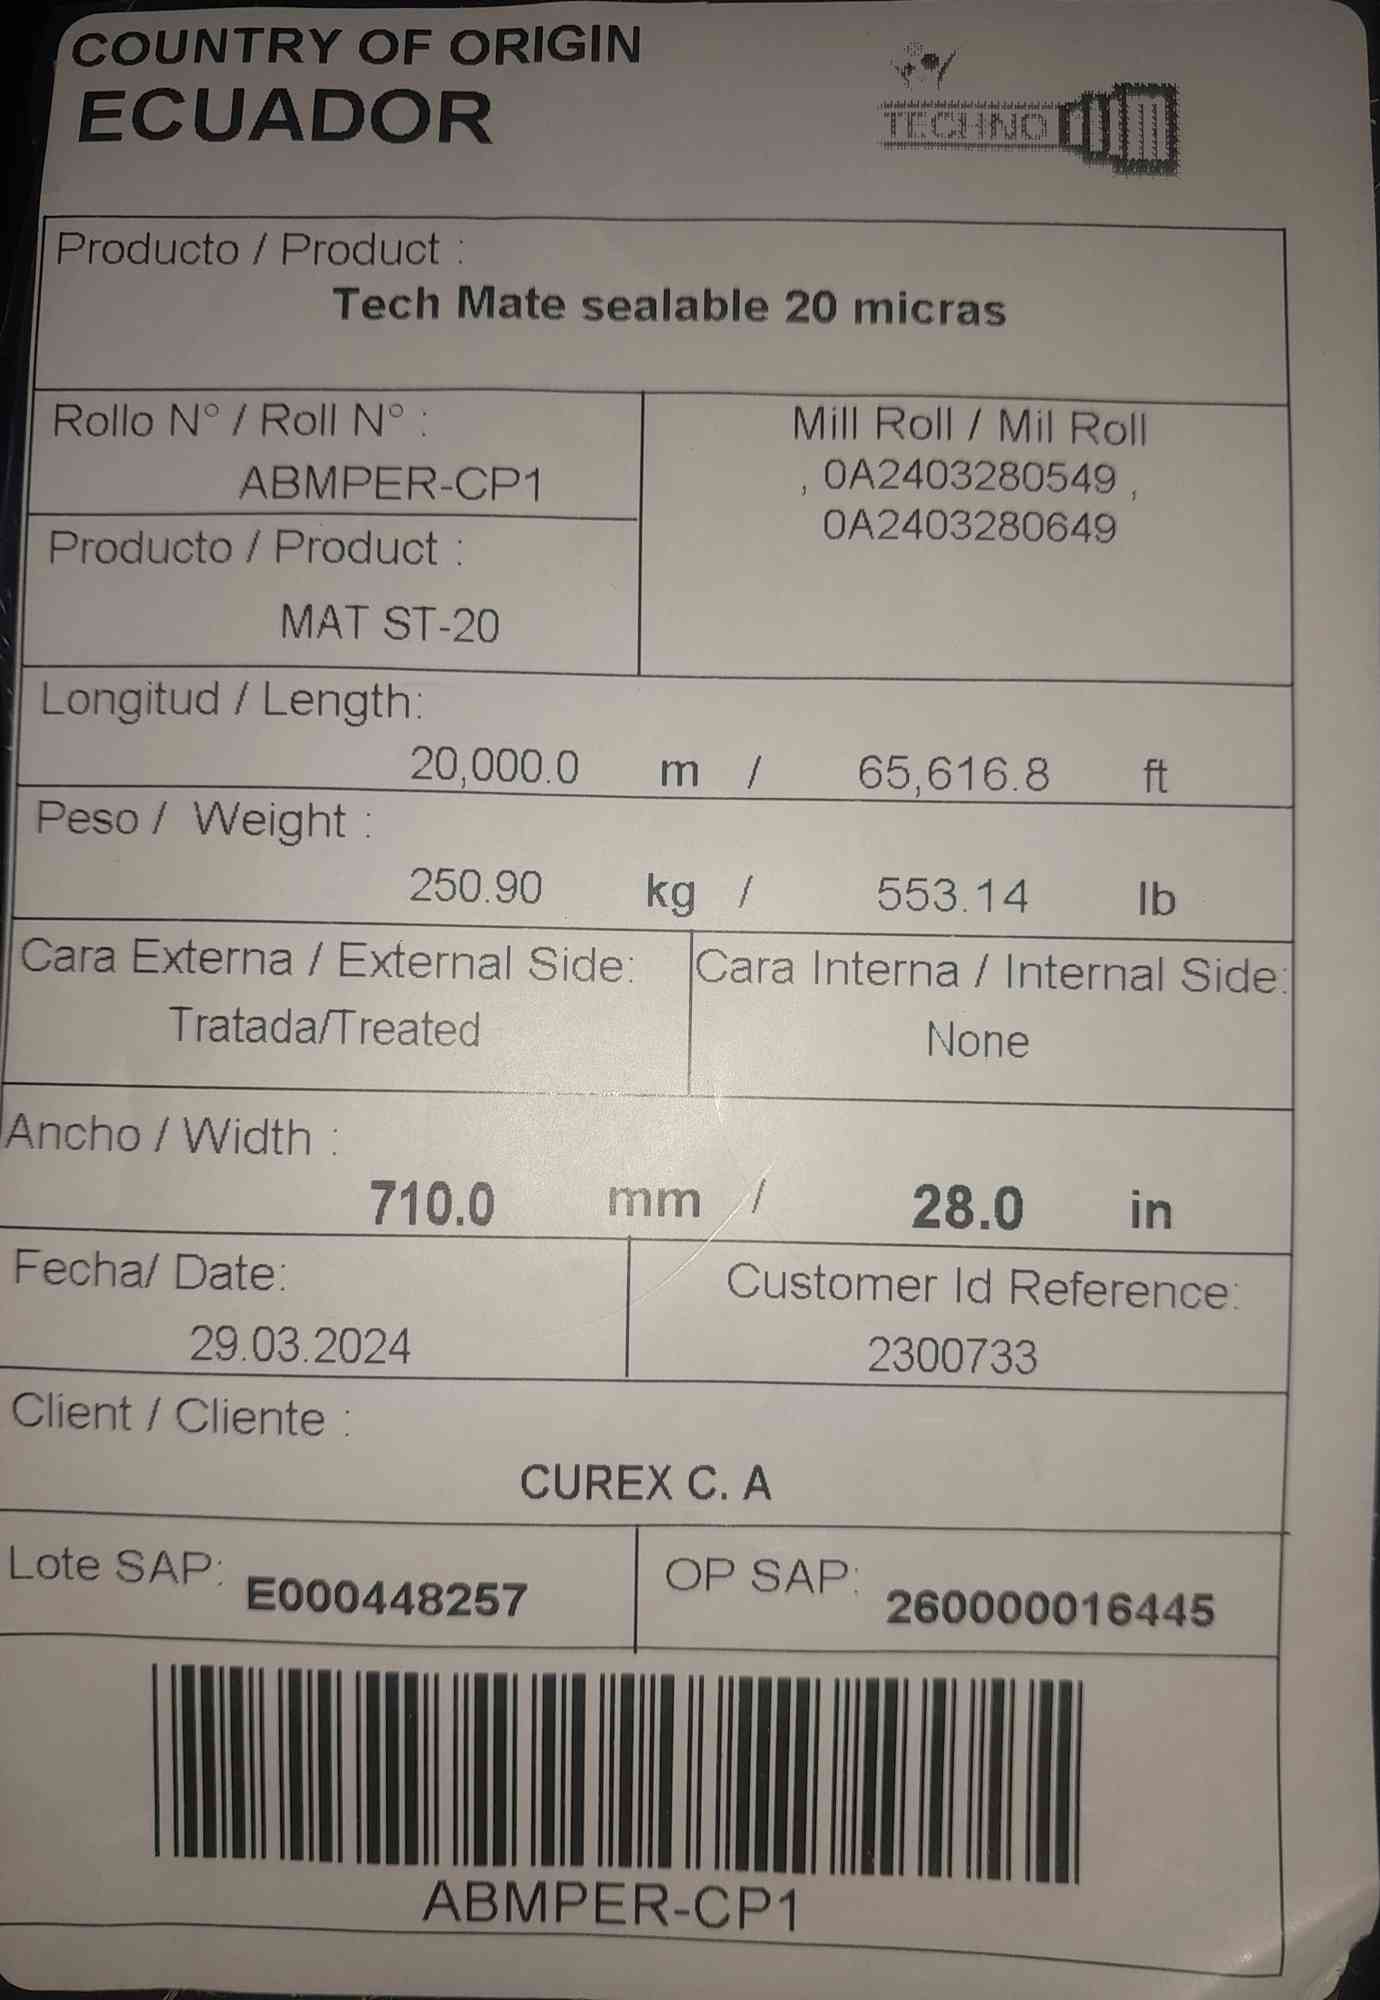 COUNTRY OF ORIGIN
ECUADOR
TECHNO
Producto / Product :
Tech Mate sealable 20 micras
Rollo N° / Roll N° :
ABMPER-CP1
Mill Roll / Mil Roll
, 0A2403280549 ,
0A2403280649
Producto / Product :
MAT ST-20
Longitud / Length:
20,000.0 m / 65,616.8 ft
Peso / Weight :
250.90 kg / 553.14 lb
Cara Externa / External Side:
Tratada/Treated
Cara Interna / Internal Side:
None
Ancho / Width :
710.0 mm / 28.0 in
Fecha/ Date:
29.03.2024
Customer Id Reference:
2300733
Client / Cliente :
CUREX C. A
Lote SAP: E000448257
OP SAP: 260000016445
ABMPER-CP1